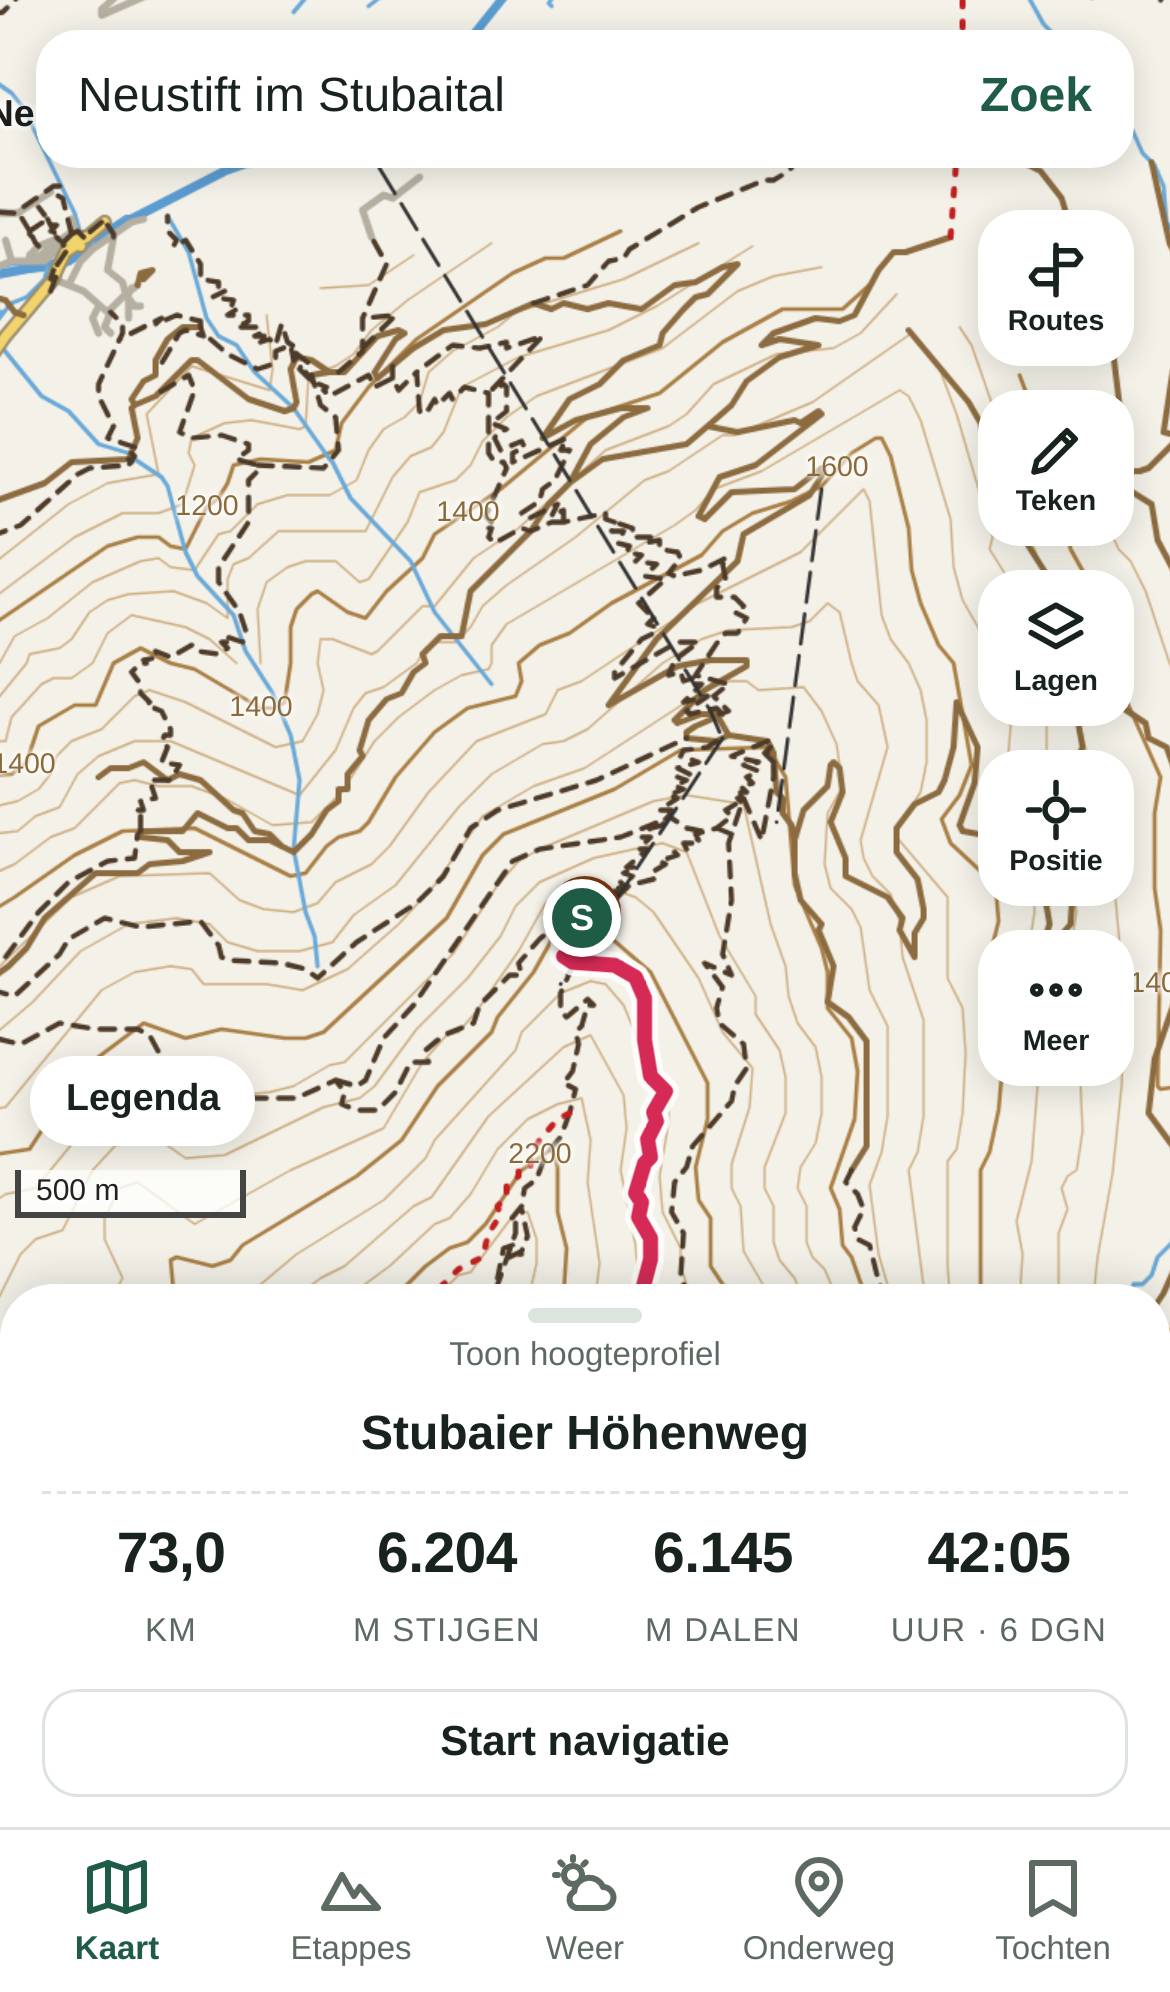 Neustift im Stubaital
Zoek
Ne
Routes
Teken
1600
1200
1400
Lagen
1400
1400
Positie
S
140
Meer
Legenda
2200
500 m
Toon hoogteprofiel
Stubaier Höhenweg
73,0
6.204
6.145
42:05
KM
M STIJGEN
M DALEN
UUR · 6 DGN
Start navigatie
Kaart
Etappes
Weer
Onderweg
Tochten